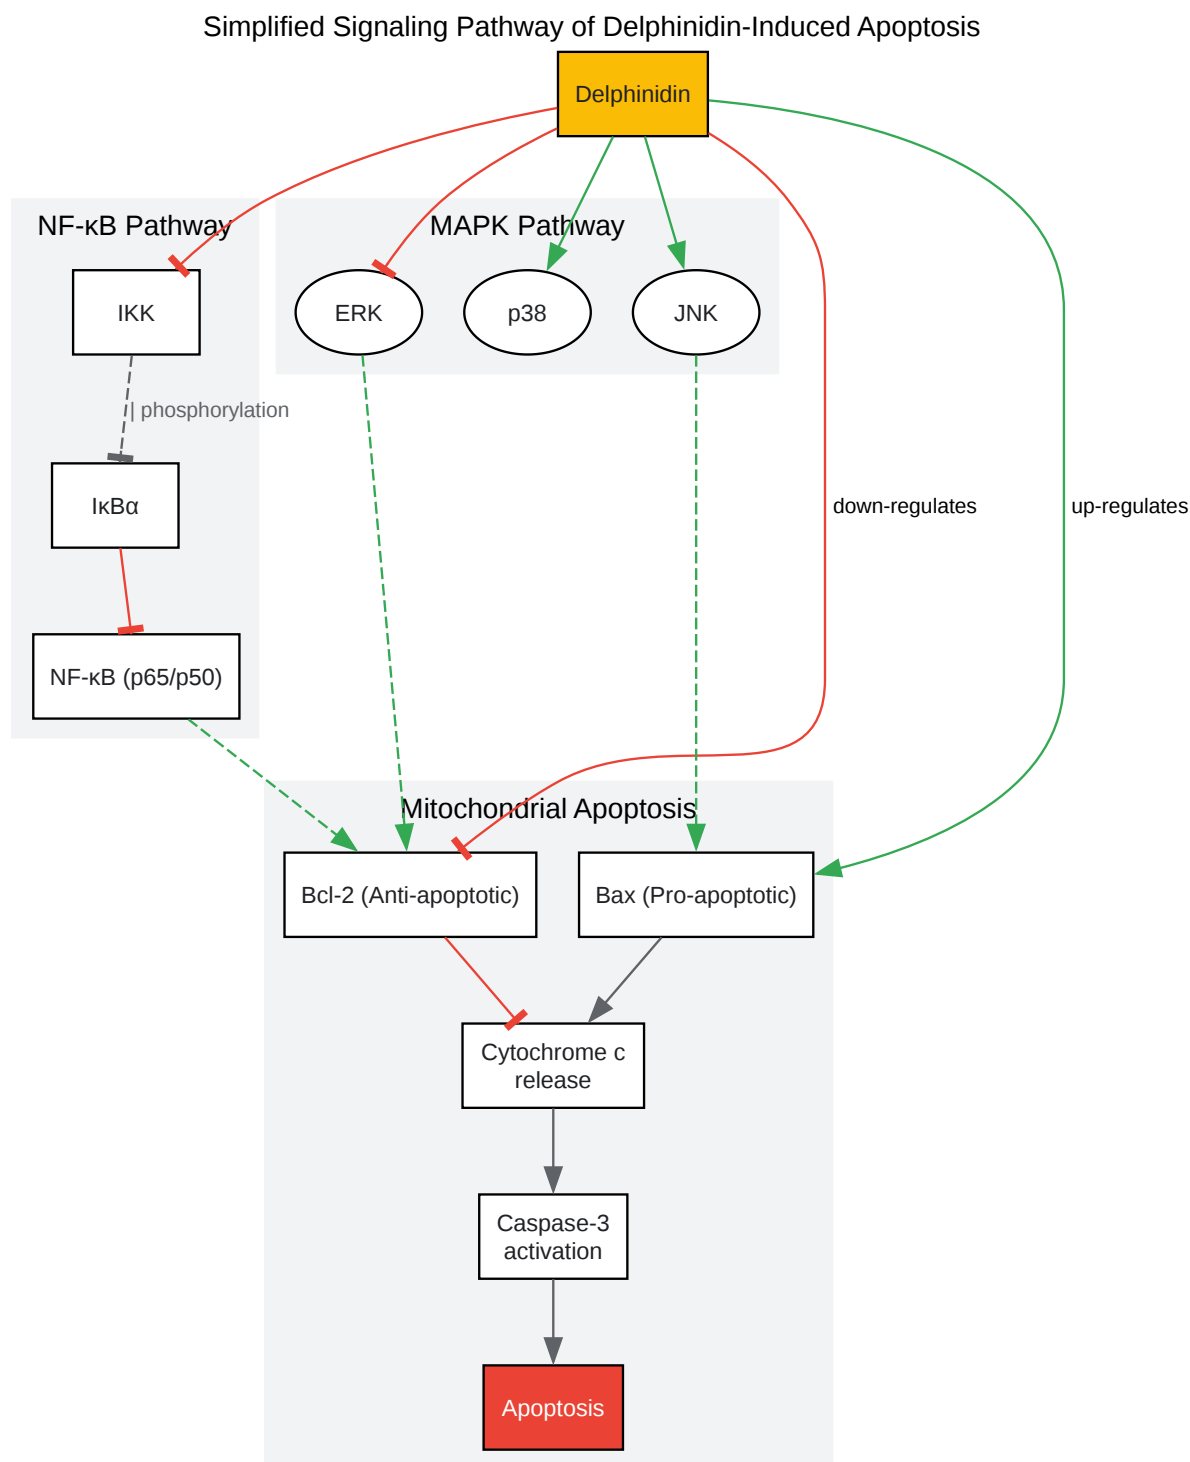 Simplified Signaling Pathway of Delphinidin-Induced Apoptosis
Delphinidin
NF-κB Pathway
MAPK Pathway
IKK
ERK
p38
JNK
| phosphorylation
IκBα
down-regulates
up-regulates
NF-κB (p65/p50)
Mitochondrial Apoptosis
Bcl-2 (Anti-apoptotic)
Bax (Pro-apoptotic)
Cytochrome c
release
Caspase-3
activation
Apoptosis